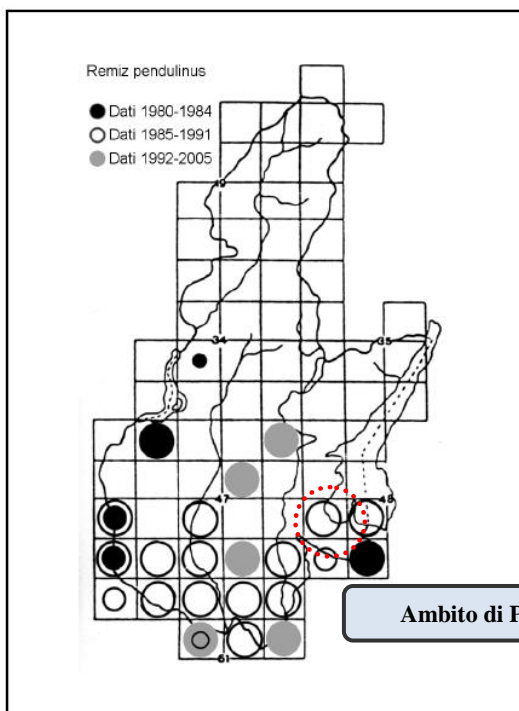 Remiz pendulinus
Dati 1980-1984
Dati 1985-1991
Dati 1992-2005
49
34
35
47
48
61
Ambito di P